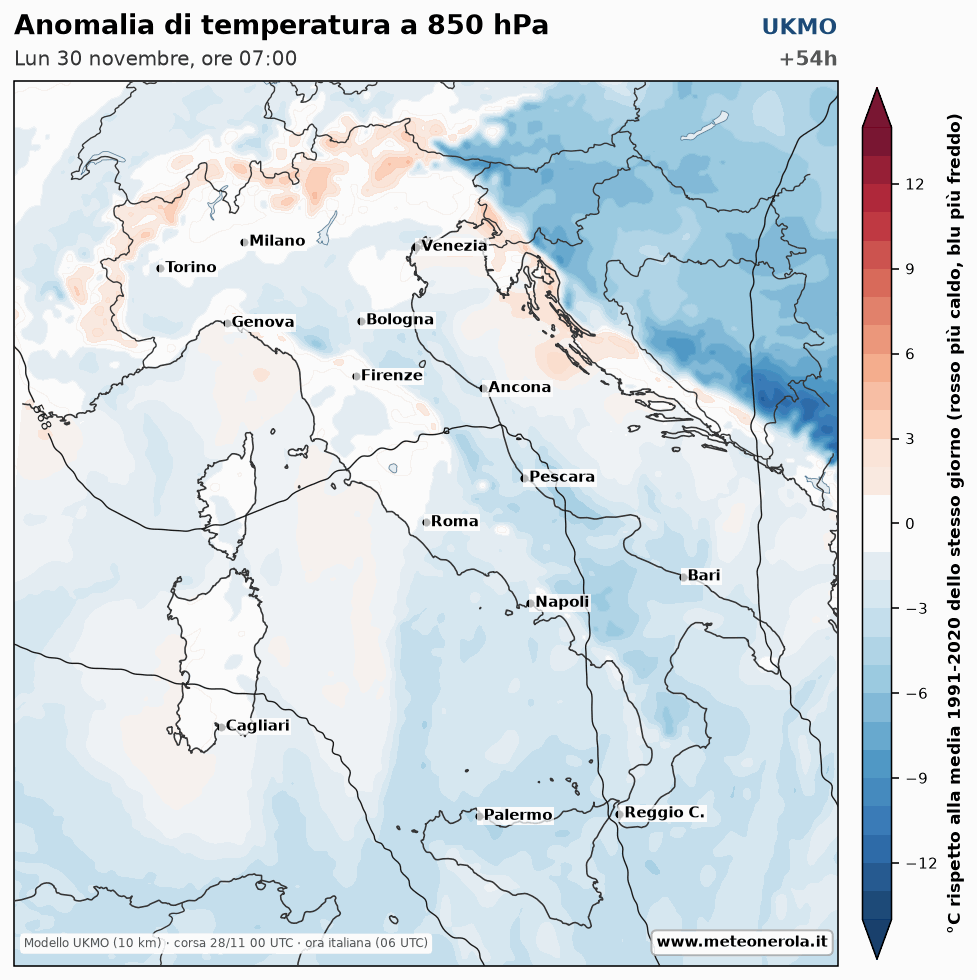 Anomalia di temperatura a 850 hPa
UKMO
Lun 30 novembre, ore 07:00
+54h
Milano
Venezia
Torino
Genova
Bologna
Firenze
Ancona
Pescara
Roma
Bari
Napoli
Cagliari
Palermo
Reggio C.
12
9
6
3
0
−3
−6
−9
−12
°C rispetto alla media 1991-2020 dello stesso giorno (rosso più caldo, blu più freddo)
Modello UKMO (10 km) · corsa 28/11 00 UTC · ora italiana (06 UTC)
www.meteonerola.it